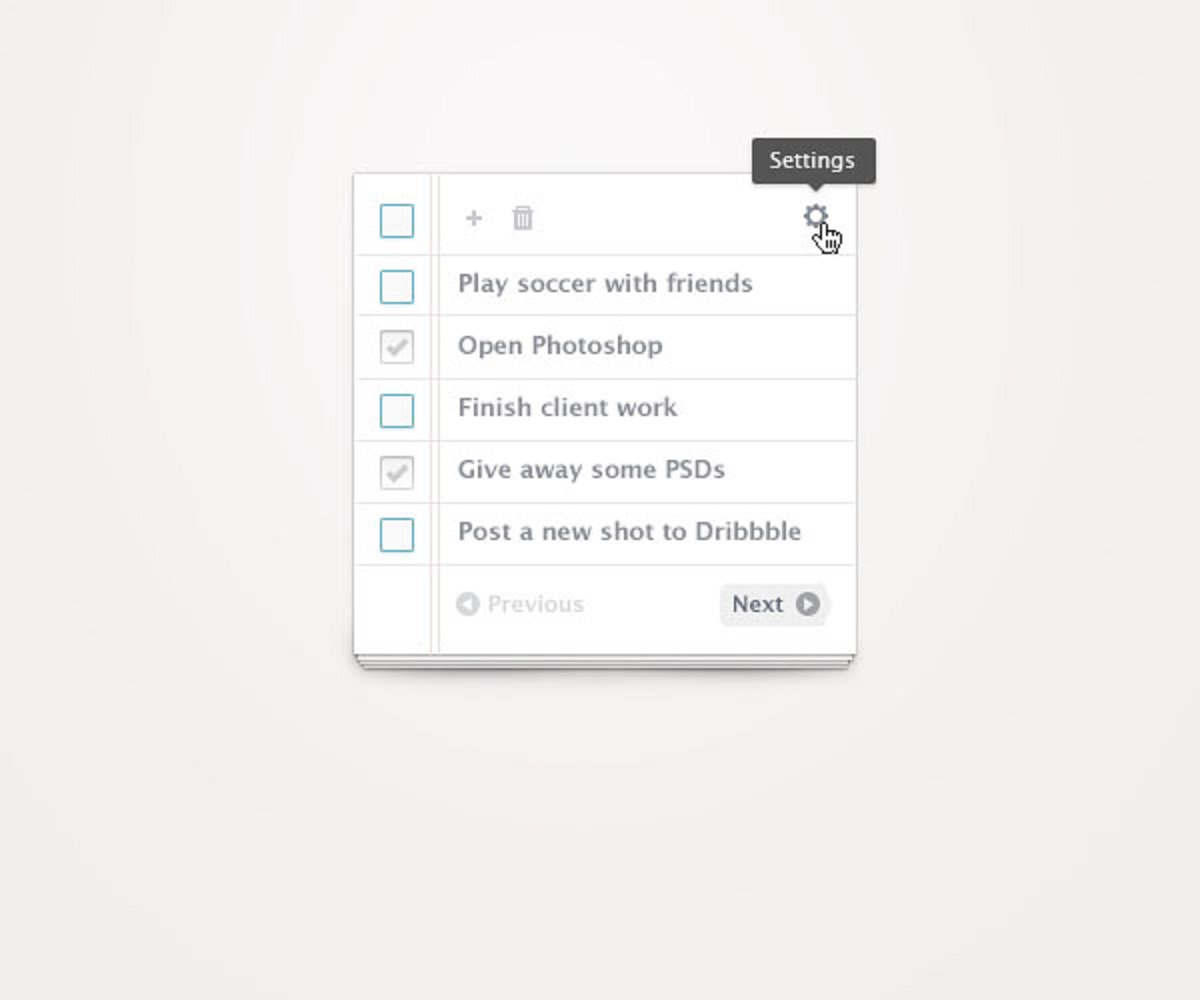 Settings
Play soccer with friends
Open Photoshop
Finish client work
Give away some PSDs
Post a new shot to Dribbble
Previous Next